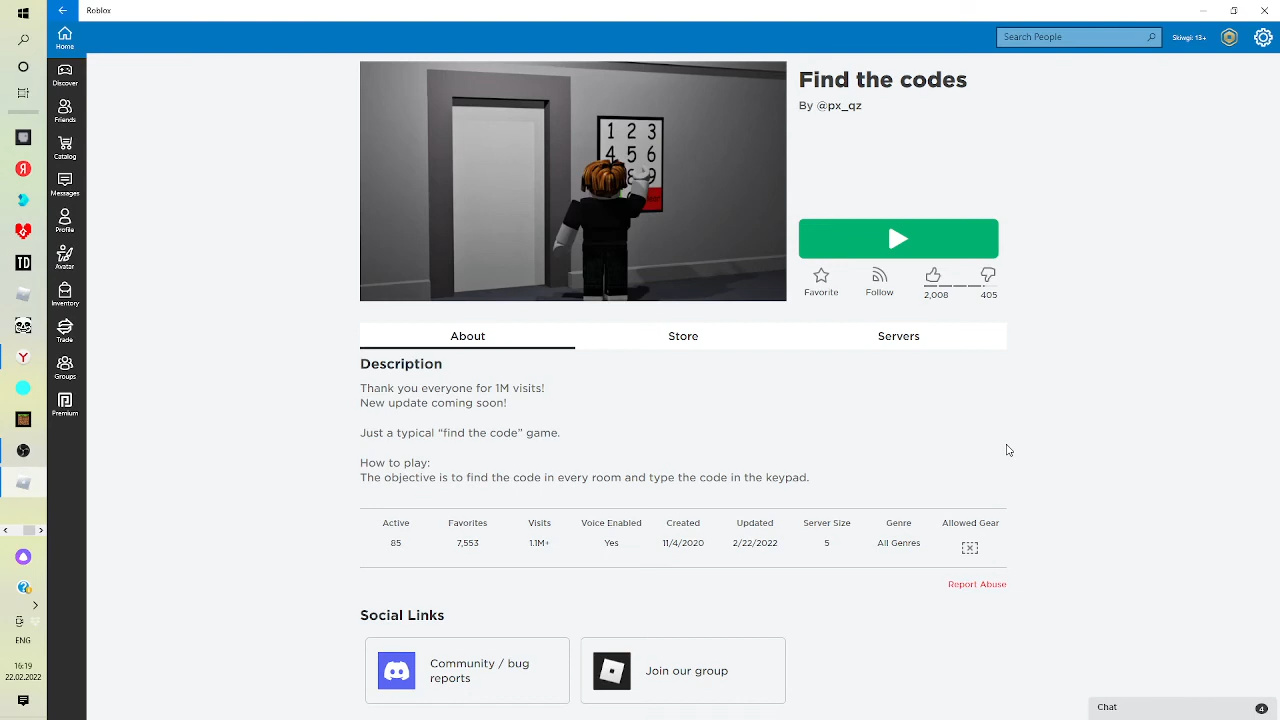 Roblox
Home
Search People
Skiwgi: 13+
Discover
Friends
Catalog
Messages
Profile
Avatar
Inventory
Trade
Groups
Premium
TD
ENG
16:19
22.02.2022
1 2 3
4 5 6
8 9
Find the codes
By @px_qz
Favorite
Follow
2,008
405
About
Store
Servers
Description
Thank you everyone for 1M visits!
New update coming soon!
Just a typical “find the code” game.
How to play:
The objective is to find the code in every room and type the code in the keypad.
Active Favorites Visits Voice Enabled Created Updated Server Size Genre Allowed Gear
85 7,553 1.1M+ Yes 11/4/2020 2/22/2022 5 All Genres
Report Abuse
Social Links
Community / bug
reports
Join our group
Chat
4